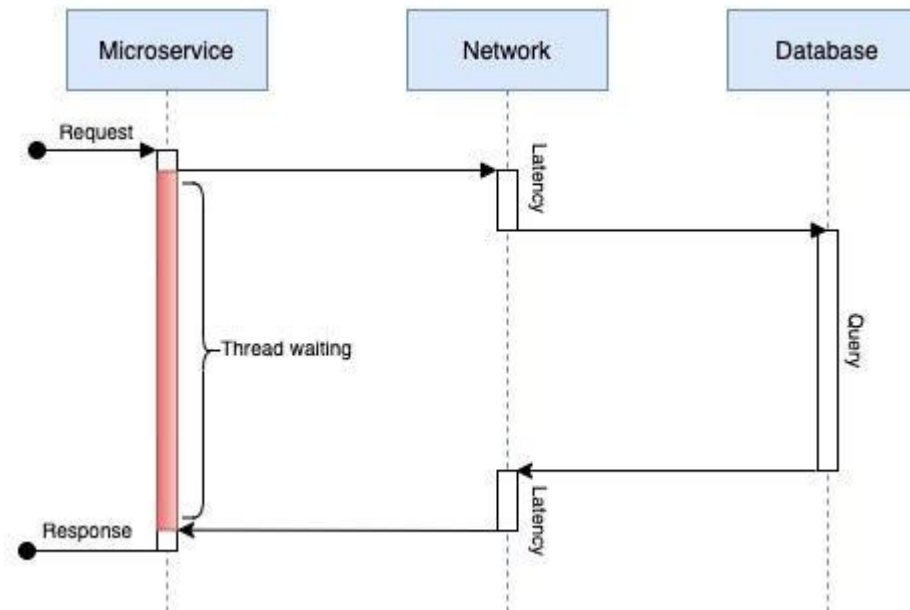 Microservice
Network
Database
Request
Latency
Thread waiting
Query
Latency
Response